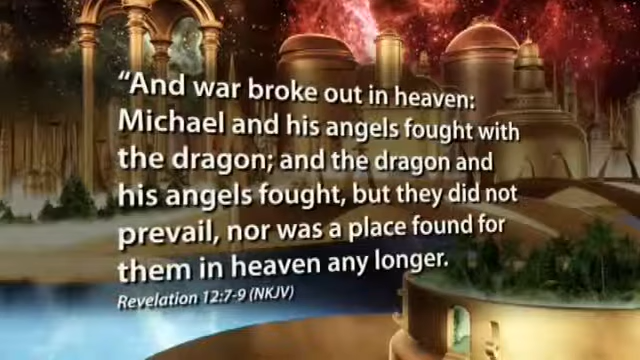 “And war broke out in heaven:
Michael and his angels fought with
the dragon; and the dragon and
his angels fought, but they did not
prevail, nor was a place found for
them in heaven any longer.
Revelation 12:7-9 (NKJV)